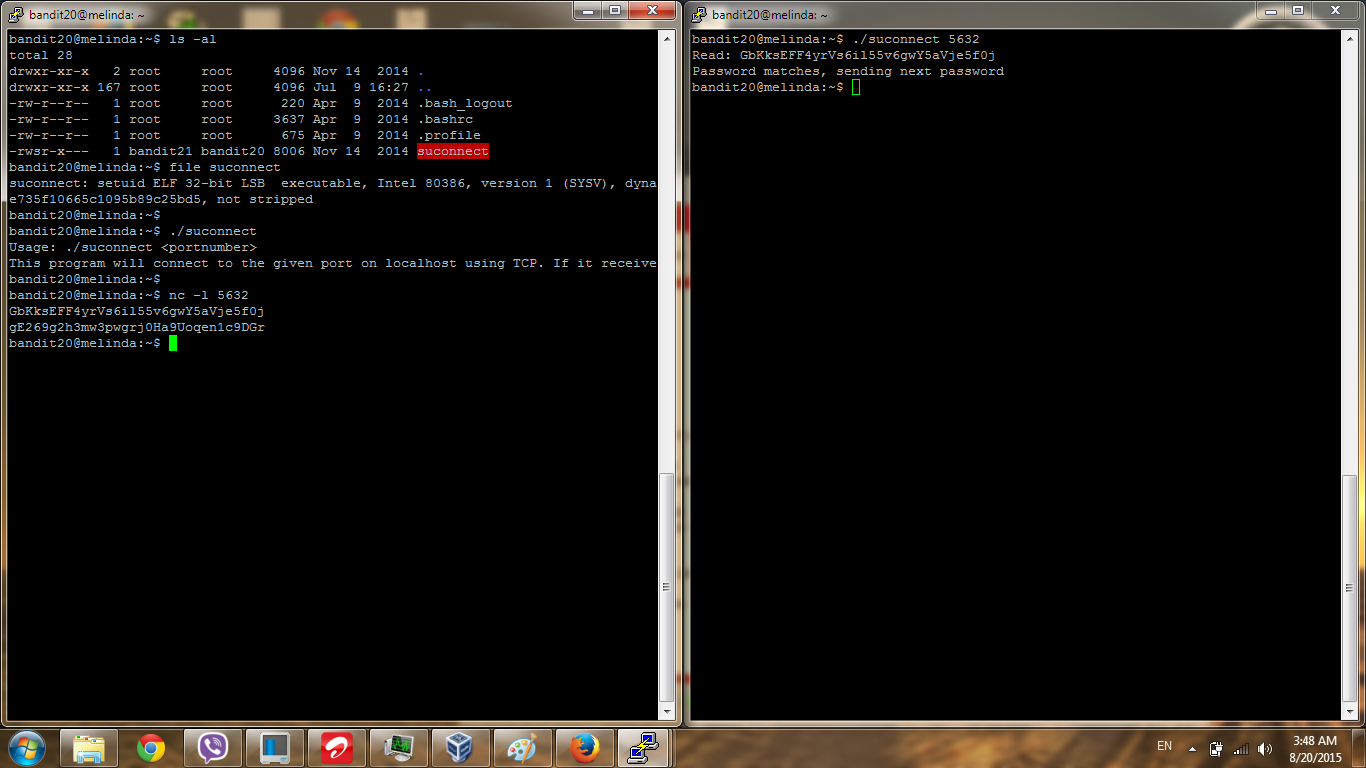 bandit20@melinda: ~
bandit20@melinda:~$ ls -al
total 28
drwxr-xr-x   2 root     root     4096 Nov 14  2014 .
drwxr-xr-x 167 root     root     4096 Jul  9 16:27 ..
-rw-r--r--   1 root     root      220 Apr  9  2014 .bash_logout
-rw-r--r--   1 root     root     3637 Apr  9  2014 .bashrc
-rw-r--r--   1 root     root      675 Apr  9  2014 .profile
-rwsr-x---   1 bandit21 bandit20 8006 Nov 14  2014 suconnect
bandit20@melinda:~$ file suconnect
suconnect: setuid ELF 32-bit LSB  executable, Intel 80386, version 1 (SYSV), dyna
e735f10665c1095b89c25bd5, not stripped
bandit20@melinda:~$
bandit20@melinda:~$ ./suconnect
Usage: ./suconnect <portnumber>
This program will connect to the given port on localhost using TCP. If it receive
bandit20@melinda:~$
bandit20@melinda:~$ nc -l 5632
GbKksEFF4yrVs6il55v6gwY5aVje5f0j
gE269g2h3mw3pwgrj0Ha9Uoqen1c9DGr
bandit20@melinda:~$
bandit20@melinda: ~
bandit20@melinda:~$ ./suconnect 5632
Read: GbKksEFF4yrVs6il55v6gwY5aVje5f0j
Password matches, sending next password
bandit20@melinda:~$
EN
3:48 AM
8/20/2015